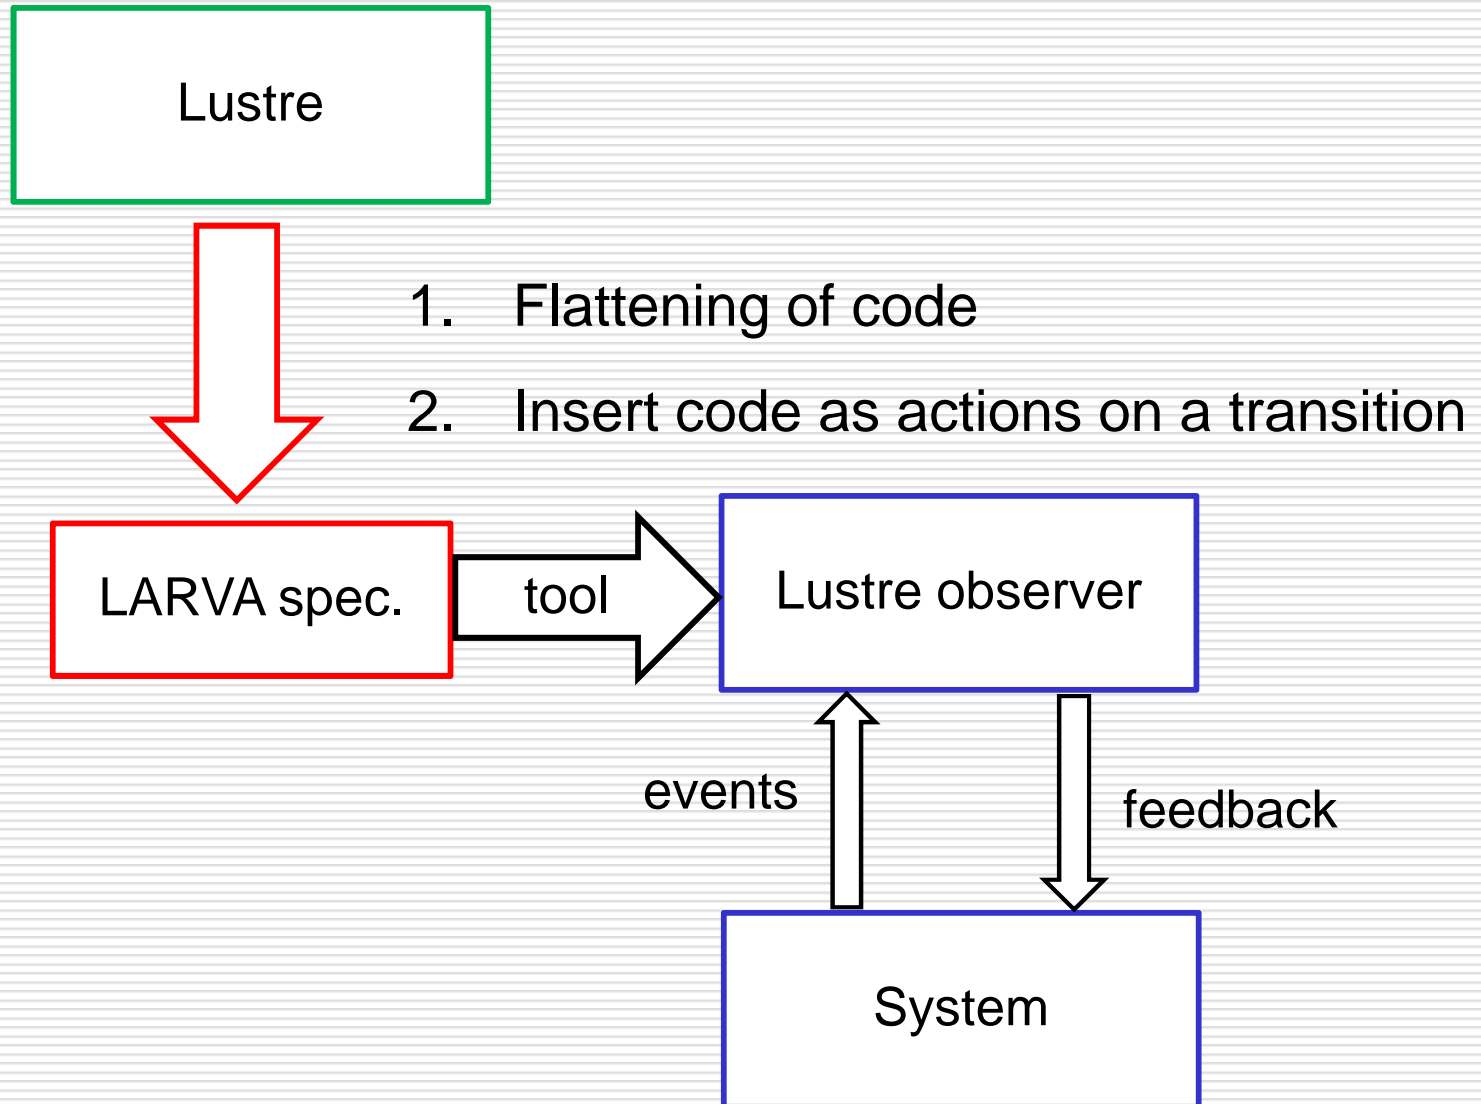 Lustre
1. Flattening of code
2. Insert code as actions on a transition
LARVA spec.
tool
Lustre observer
events
feedback
System